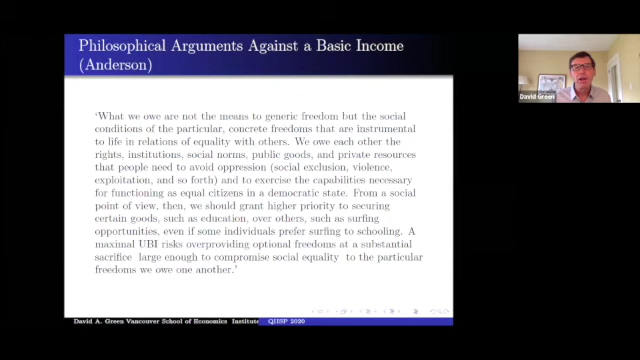 Philosophical Arguments Against a Basic Income
(Anderson)
David Green
‘What we owe are not the means to generic freedom but the social
conditions of the particular, concrete freedoms that are instrumental
to life in relations of equality with others. We owe each other the
rights, institutions, social norms, public goods, and private resources
that people need to avoid oppression (social exclusion, violence,
exploitation, and so forth) and to exercise the capabilities necessary
for functioning as equal citizens in a democratic state. From a social
point of view, then, we should grant higher priority to securing
certain goods, such as education, over others, such as surfing
opportunities, even if some individuals prefer surfing to schooling. A
maximal UBI risks overproviding optional freedoms at a substantial
sacrifice large enough to compromise social equality to the particular
freedoms we owe one another.’
David A. Green Vancouver School of Economics Institute QIISP 2020